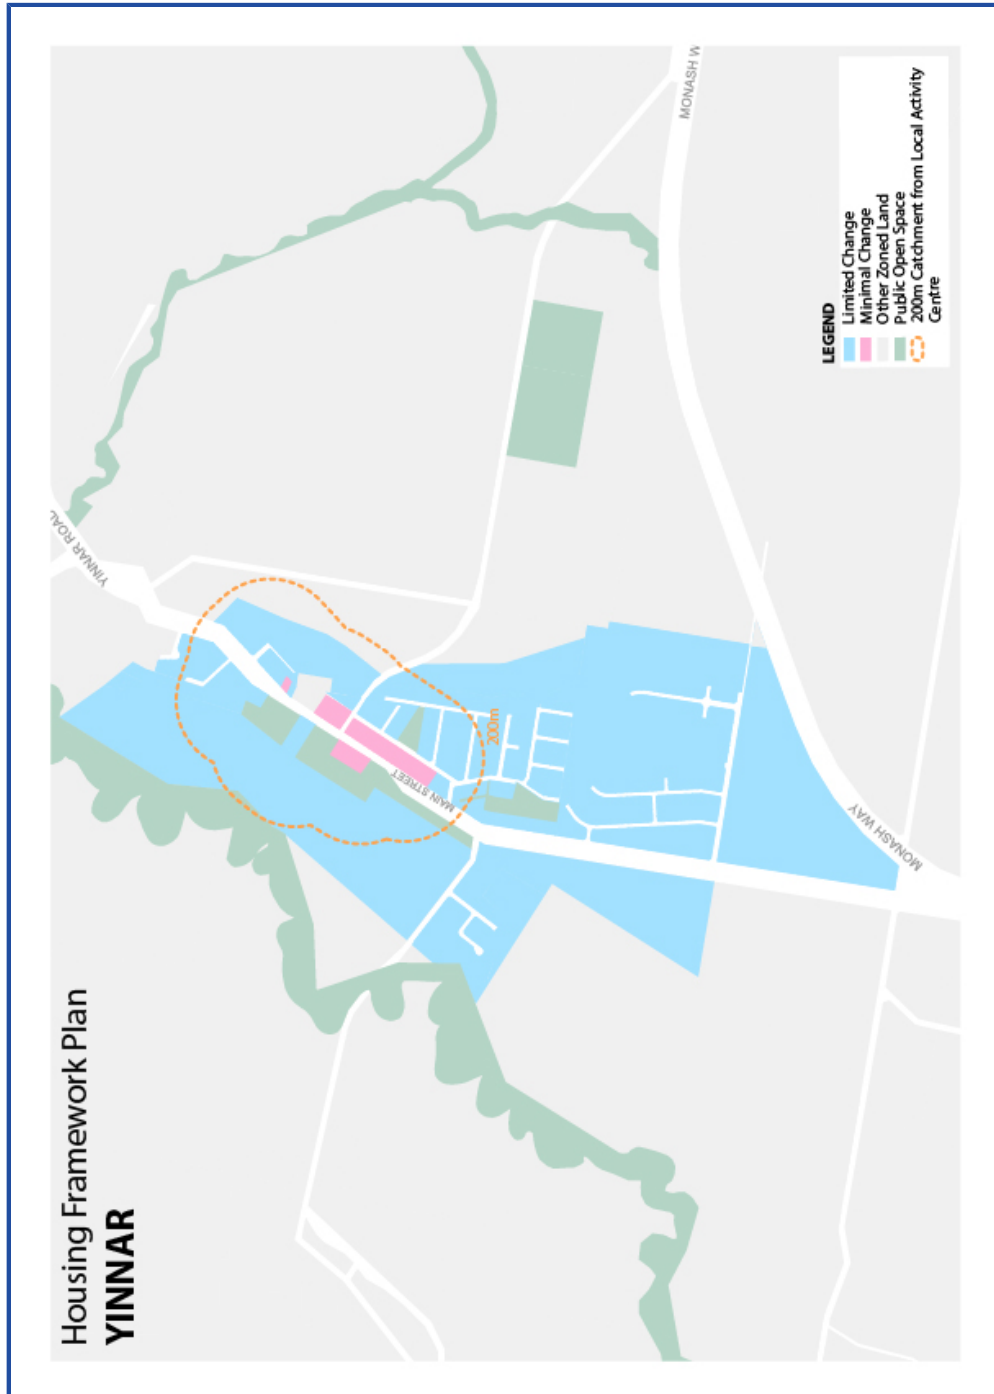 Housing Framework Plan
YINNAR
YINNAR ROAD
MONASH W
MAIN STREET
200m
MONASH WAY
LEGEND
Limited Change
Minimal Change
Other Zoned Land
Public Open Space
200m Catchment from Local Activity
Centre